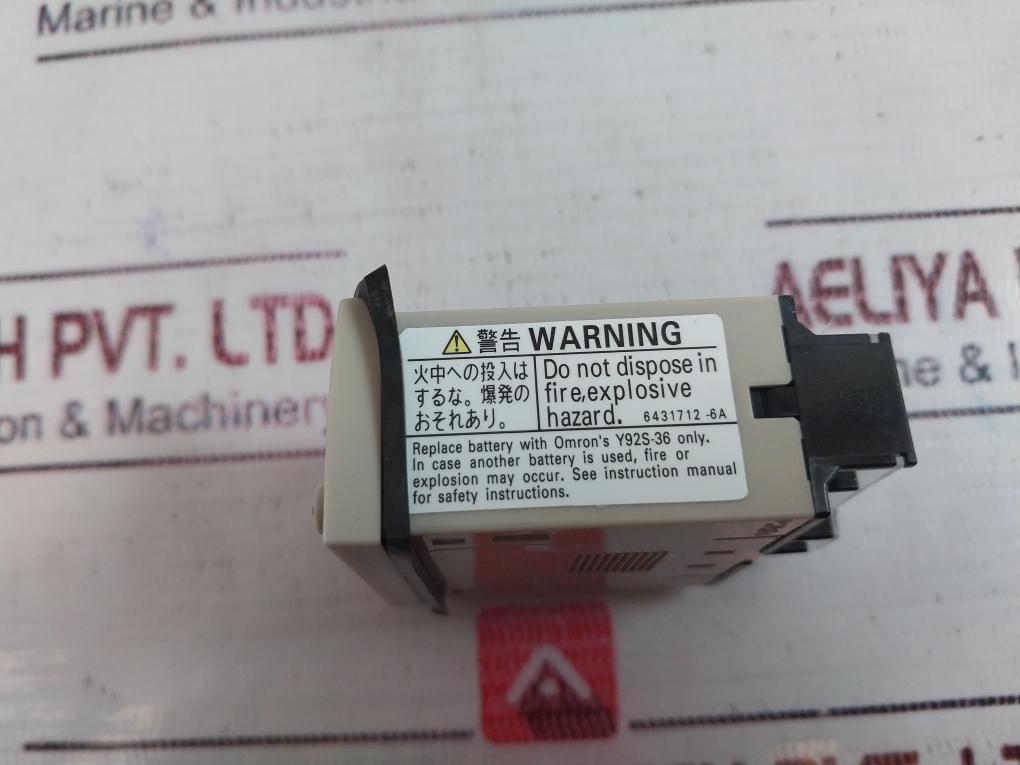 Marine & Industrial
H PVT. LTD
on & Machinery
AELIYA
ne & I
警告 WARNING
火中への投入は
するな。爆発の
おそれあり。
Do not dispose in
fire,explosive
hazard. 6431712 -6A
Replace battery with Omron's Y92S-36 only.
In case another battery is used, fire or
explosion may occur. See instruction manual
for safety instructions.